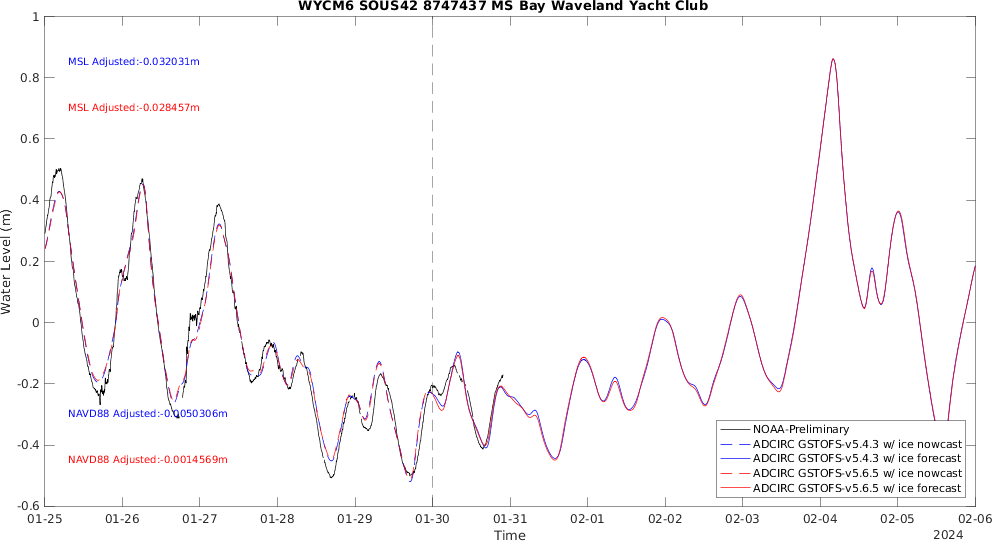 WYCM6 SOUS42 8747437 MS Bay Waveland Yacht Club
MSL Adjusted:-0.032031m
MSL Adjusted:-0.028457m
NAVD88 Adjusted:-0.0050306m
NAVD88 Adjusted:-0.0014569m
Water Level (m)
1
0.8
0.6
0.4
0.2
0
-0.2
-0.4
-0.6
NOAA-Preliminary
ADCIRC GSTOFS-v5.4.3 w/ ice nowcast
ADCIRC GSTOFS-v5.4.3 w/ ice forecast
ADCIRC GSTOFS-v5.6.5 w/ ice nowcast
ADCIRC GSTOFS-v5.6.5 w/ ice forecast
01-25 01-26 01-27 01-28 01-29 01-30 01-31 02-01 02-02 02-03 02-04 02-05 02-06
Time
2024